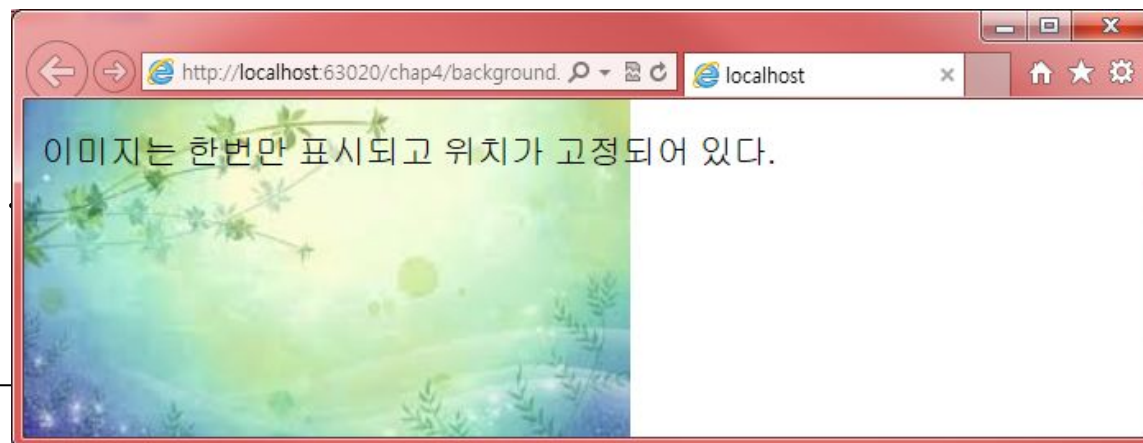 http://localhost:63020/chap4/background.
localhost
이미지는 한번만 표시되고 위치가 고정되어 있다.